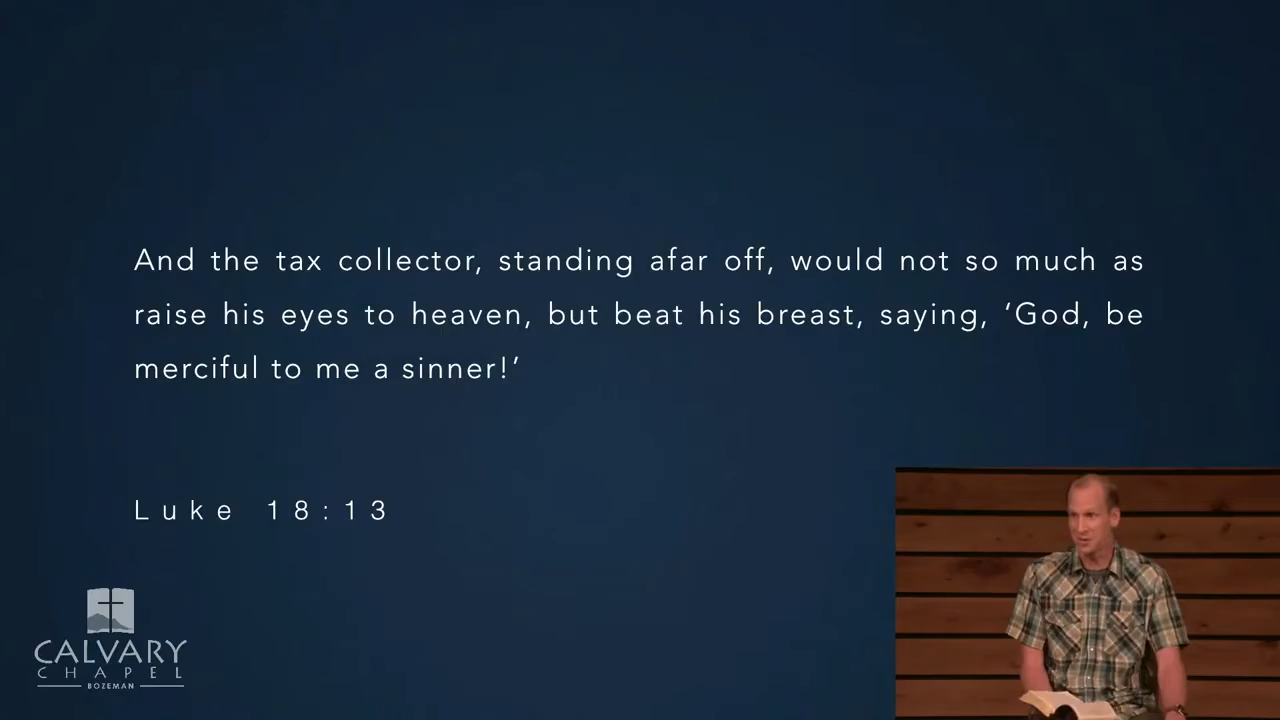 And the tax collector, standing afar off, would not so much as
raise his eyes to heaven, but beat his breast, saying, ‘God, be
merciful to me a sinner!’
Luke 18:13
CALVARY
CHAPEL
BOZEMAN